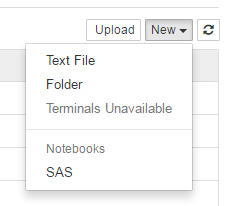 Upload New
Text File
Folder
Terminals Unavailable
Notebooks
SAS